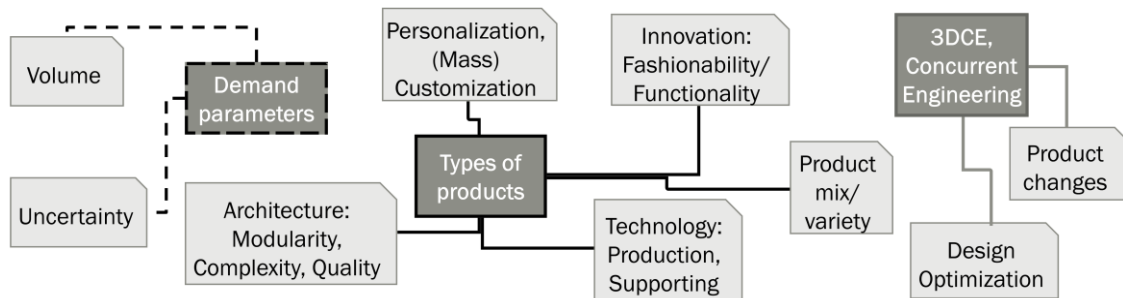 Volume
Demand
parameters
Uncertainty
Personalization,
(Mass)
Customization
Innovation:
Fashionability/
Functionality
Types of
products
Architecture:
Modularity,
Complexity, Quality
Technology:
Production,
Supporting
Product
mix/
variety
3DCE,
Concurrent
Engineering
Product
changes
Design
Optimization